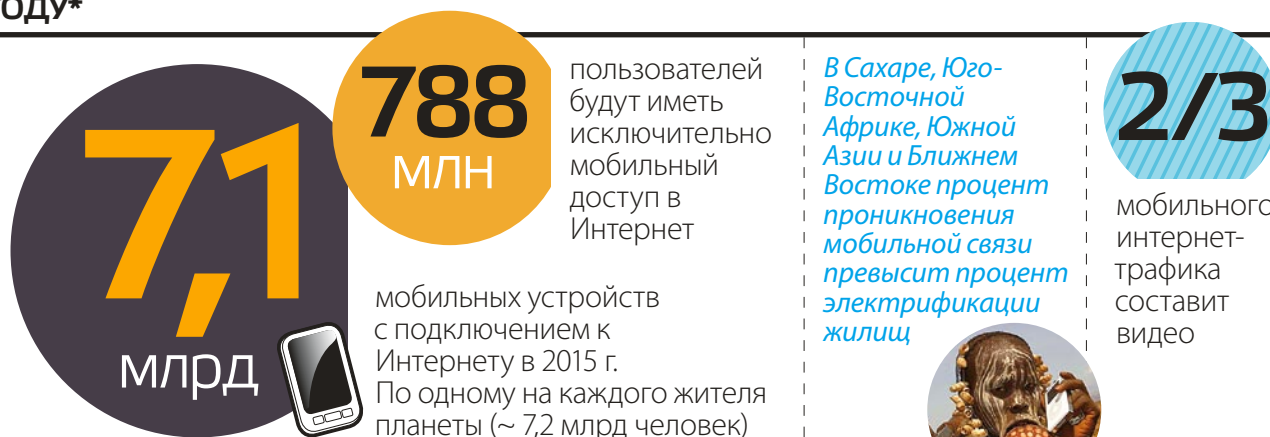 ОДУ*
7,1
млрд
788
млн
пользователей
будут иметь
исключительно
мобильный
доступ в
Интернет
мобильных устройств
с подключением к
Интернету в 2015 г.
По одному на каждого жителя
планеты (~ 7,2 млрд человек)
В Сахаре, Юго-
Восточной
Африке, Южной
Азии и Ближнем
Востоке процент
проникновения
мобильной связи
превысит процент
электрификации
жилищ
2/3
мобильного
интернет-
трафика
составит
видео